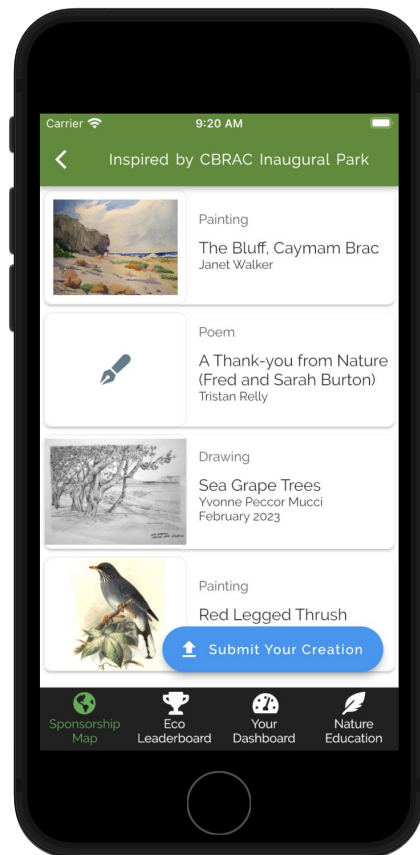 Carrier
9:20 AM
Inspired by CBRAC Inaugural Park
Painting
The Bluff, Caymam Brac
Janet Walker
Poem
A Thank-you from Nature
(Fred and Sarah Burton)
Tristan Relly
Drawing
Sea Grape Trees
Yvonne Peccor Mucci
February 2023
Painting
Red Legged Thrush
Submit Your Creation
Sponsorship
Map
Eco
Leaderboard
Your
Dashboard
Nature
Education